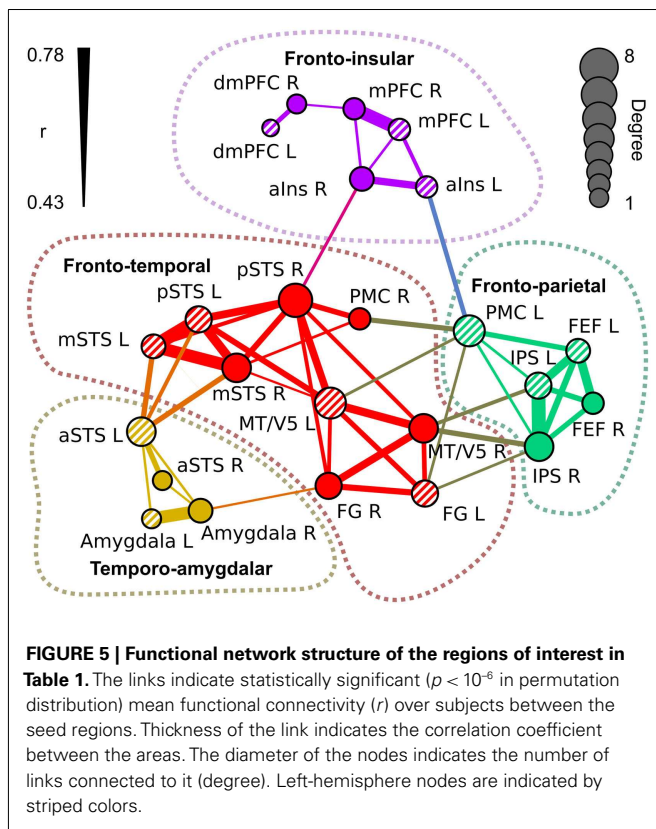 0.78
r
0.43
Fronto-insular
dmPFC R
mPFC R
mPFC L
dmPFC L
aIns R
aIns L
8
Degree
1
Fronto-temporal
pSTS R
pSTS L
PMC R
mSTS L
mSTS R
MT/V5 L
MT/V5 R
FG R
FG L
Fronto-parietal
PMC L
FEF L
IPS L
FEF R
IPS R
aSTS L
aSTS R
Amygdala L
Amygdala R
Temporo-amygdalar
FIGURE 5 | Functional network structure of the regions of interest in
Table 1. The links indicate statistically significant (p < 10⁻⁶ in permutation
distribution) mean functional connectivity (r) over subjects between the
seed regions. Thickness of the link indicates the correlation coefficient
between the areas. The diameter of the nodes indicates the number of
links connected to it (degree). Left-hemisphere nodes are indicated by
striped colors.